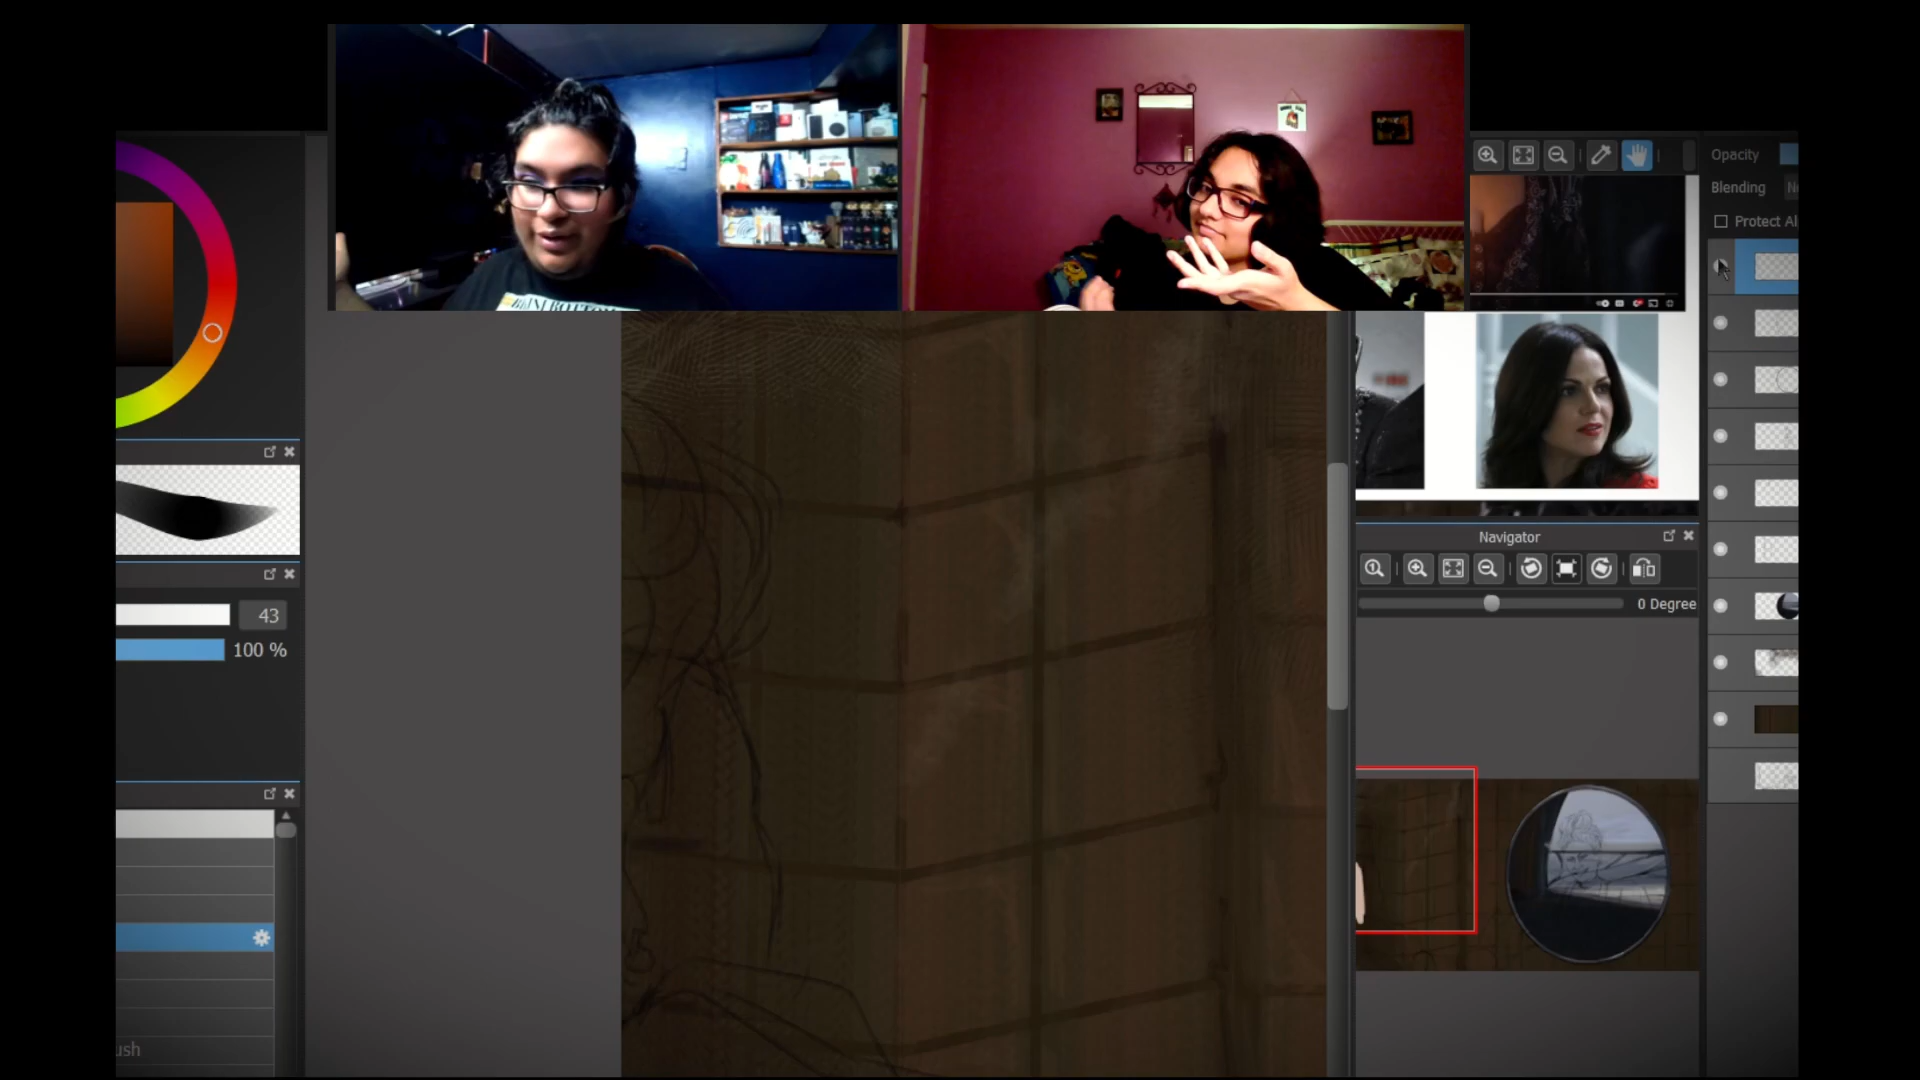 Opacity
Blending
Protect Al
Navigator
0 Degree
43
100 %
ush